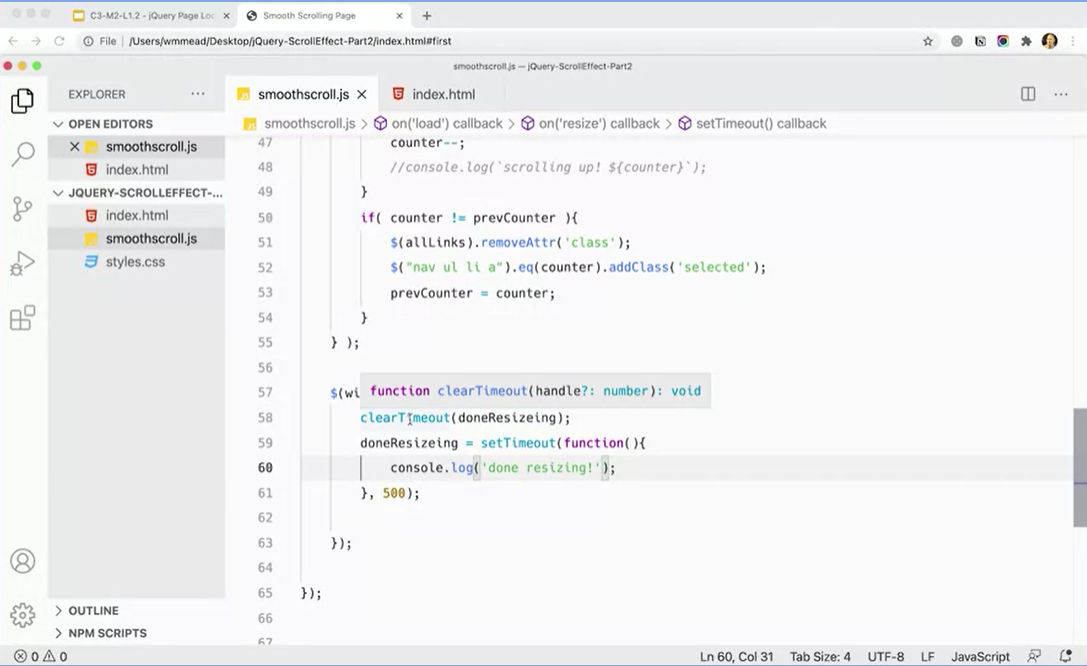 C3-M2-L1.2 - jQuery Page Loc
Smooth Scrolling Page
File | /Users/wmmead/Desktop/jQuery-ScrollEffect-Part2/index.html#first
smoothscroll.js — jQuery-ScrollEffect-Part2
EXPLORER
smoothscroll.js
index.html
OPEN EDITORS
smoothscroll.js > on('load') callback > on('resize') callback > setTimeout() callback
smoothscroll.js
index.html
JQUERY-SCROLLEFFECT-...
index.html
smoothscroll.js
styles.css
47 counter--;
48 //console.log(`scrolling up! ${counter}`);
49 }
50 if( counter != prevCounter ){
51 $(allLinks).removeAttr('class');
52 $("nav ul li a").eq(counter).addClass('selected');
53 prevCounter = counter;
54 }
55 } );
56
57 $(wi
function clearTimeout(handle?: number): void
58 clearTimeout(doneResizeing);
59 doneResizeing = setTimeout(function(){
60 console.log('done resizing!');
61 }, 500);
62
63 });
64
65 });
66
67
OUTLINE
NPM SCRIPTS
0 0
Ln 60, Col 31 Tab Size: 4 UTF-8 LF JavaScript